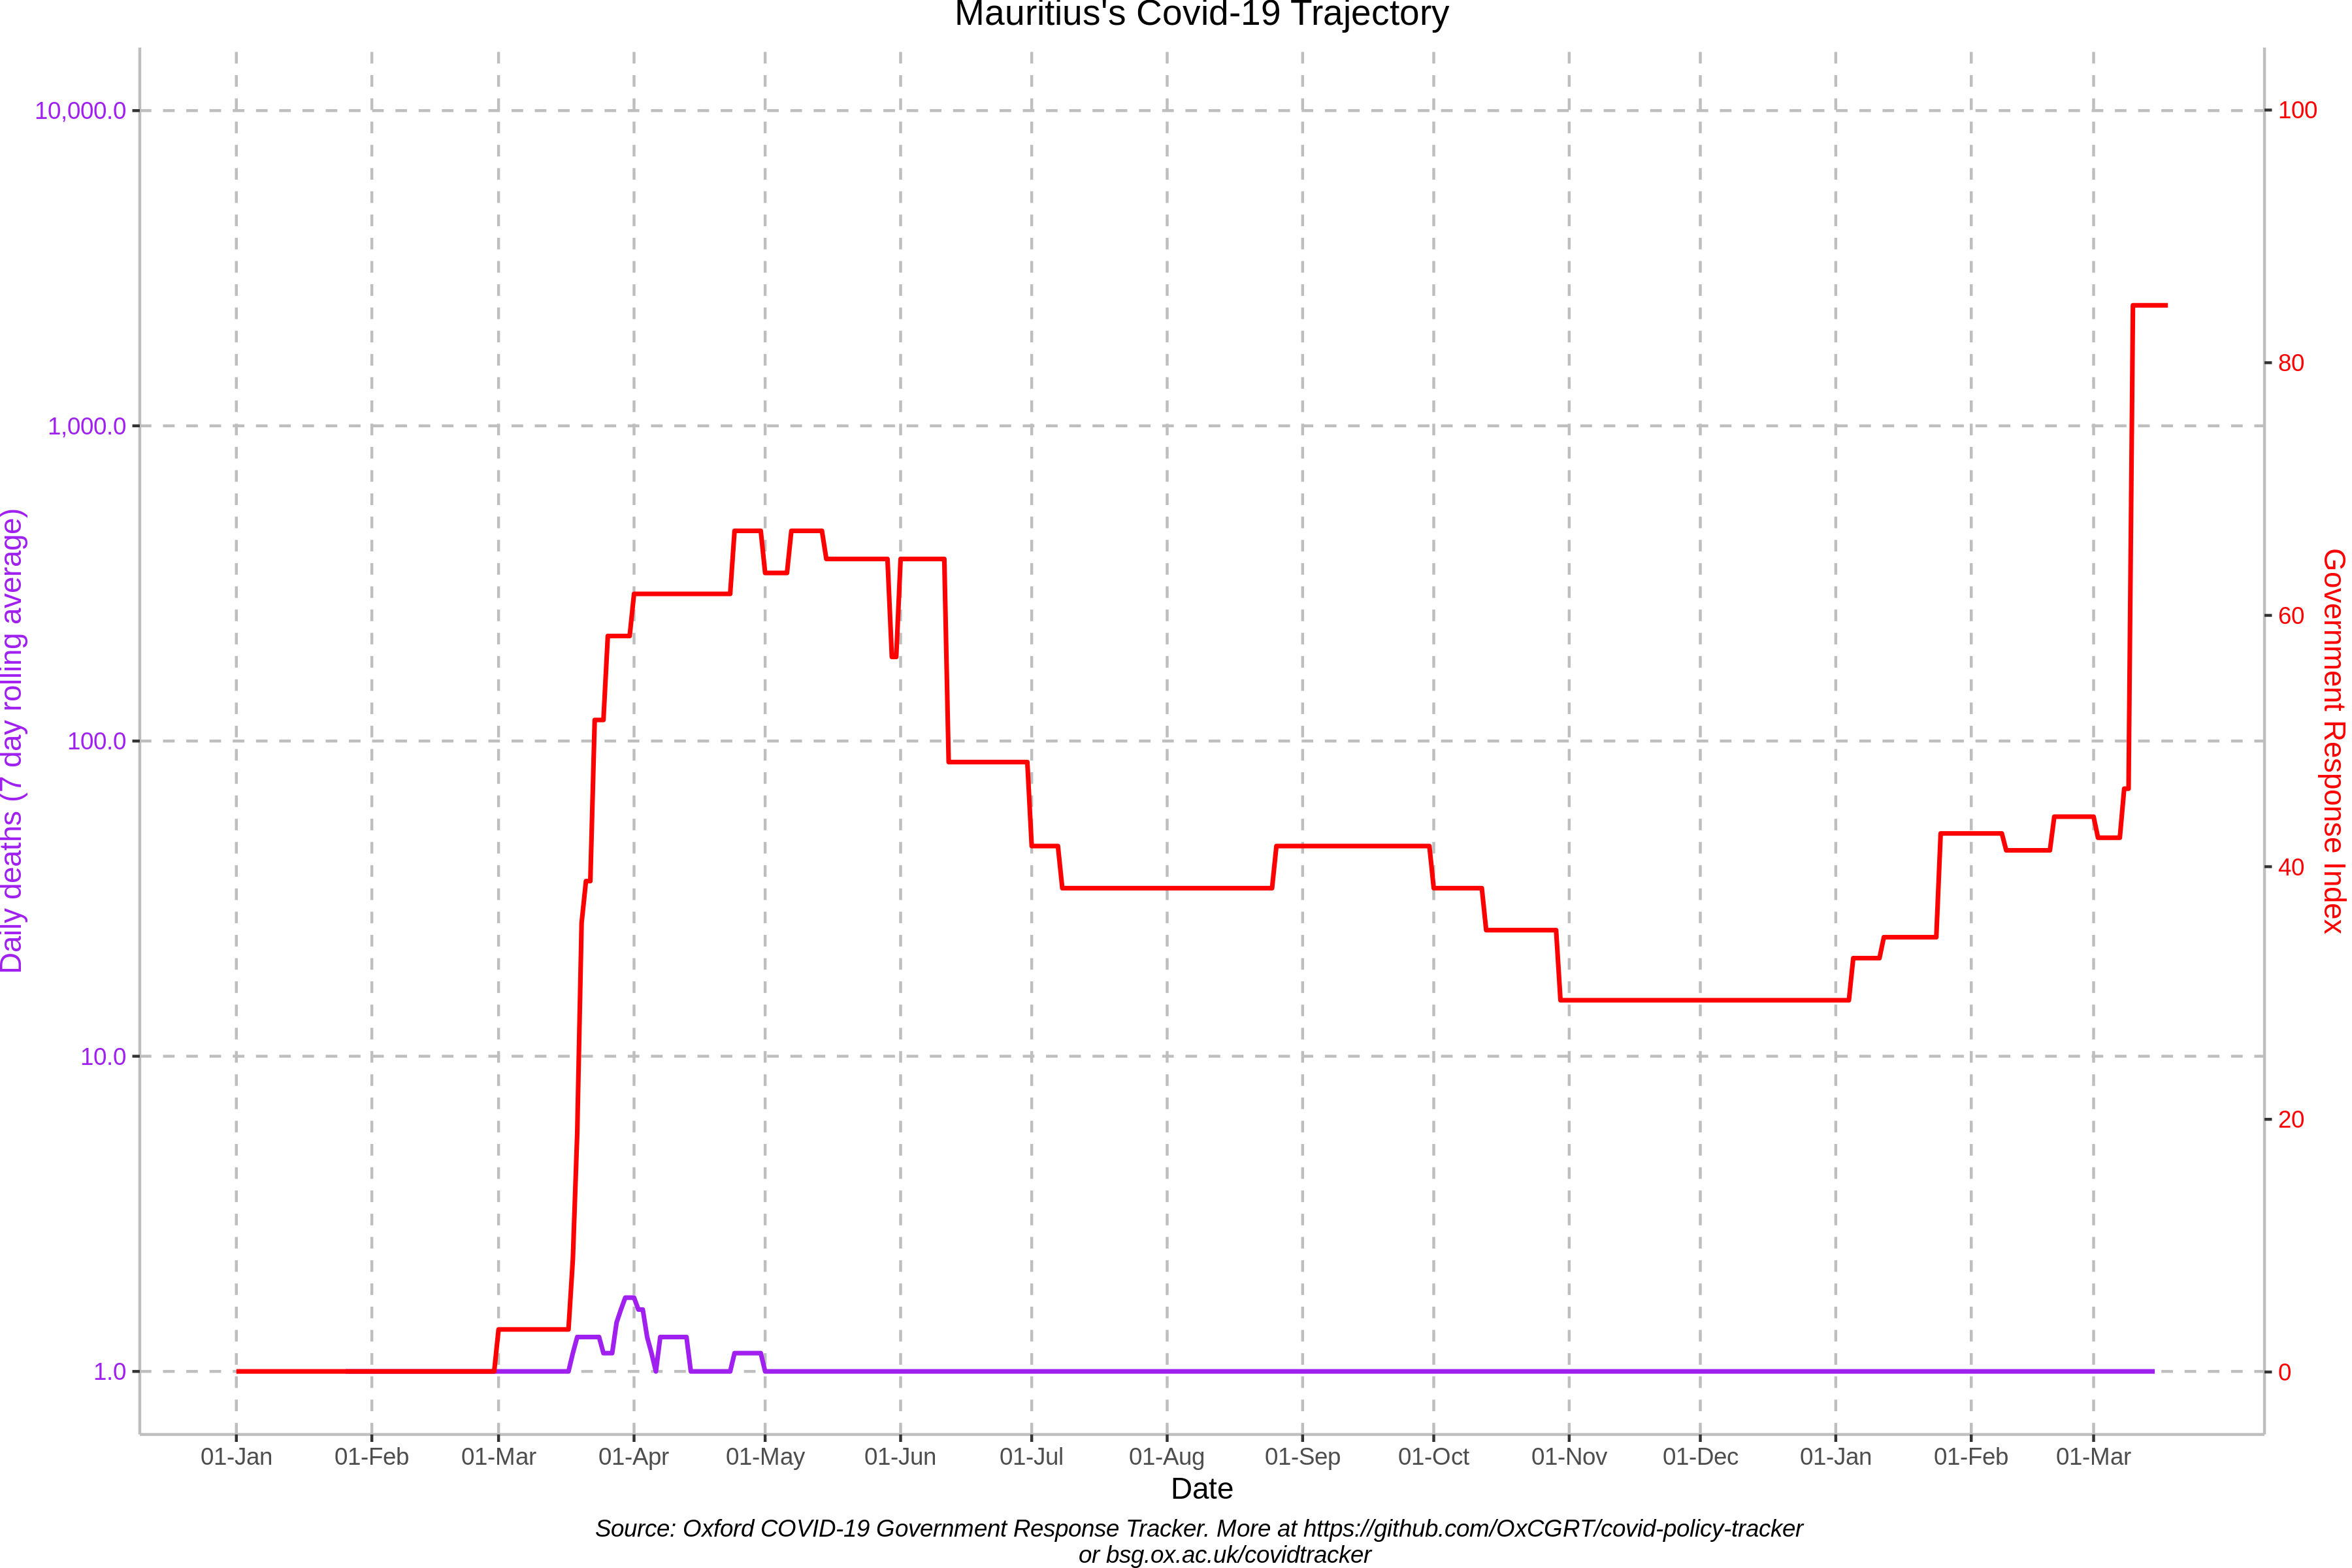 Mauritius's Covid-19 Trajectory
10,000.0
1,000.0
100.0
10.0
1.0
Daily deaths (7 day rolling average)
100
80
60
40
20
0
Government Response Index
01-Jan 01-Feb 01-Mar 01-Apr 01-May 01-Jun 01-Jul 01-Aug 01-Sep 01-Oct 01-Nov 01-Dec 01-Jan 01-Feb 01-Mar
Date
Source: Oxford COVID-19 Government Response Tracker. More at https://github.com/OxCGRT/covid-policy-tracker
or bsg.ox.ac.uk/covidtracker